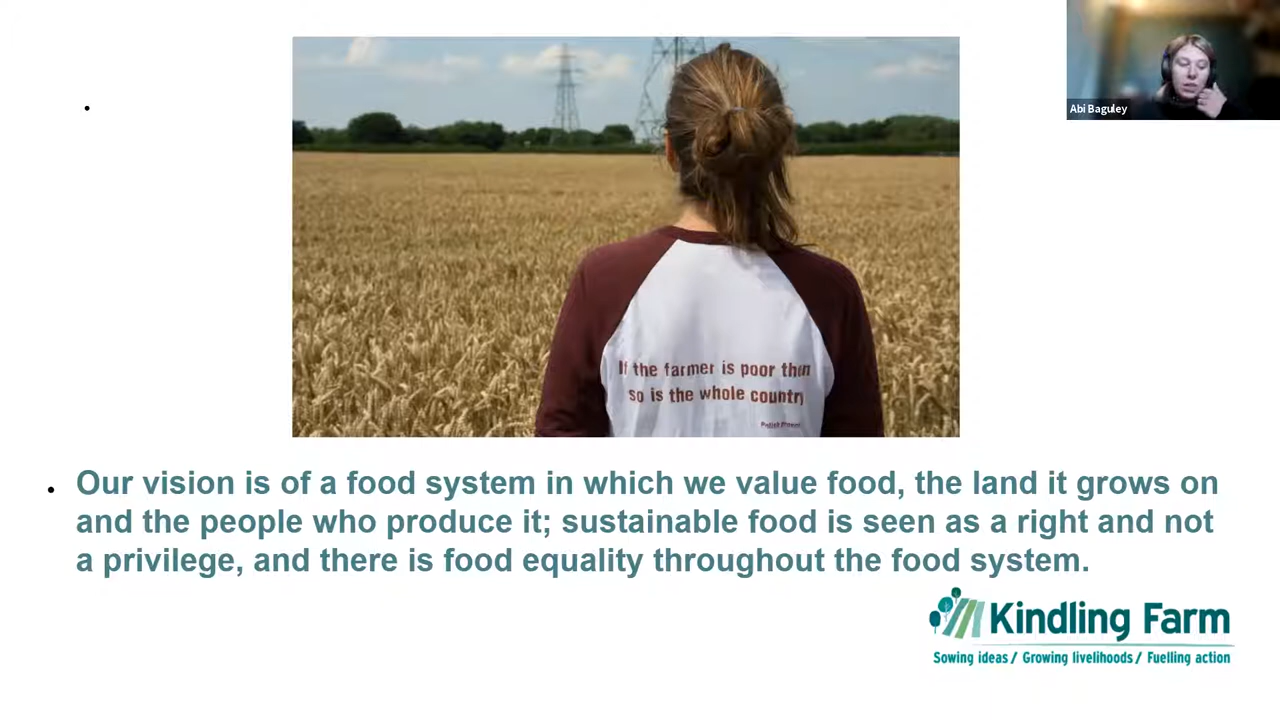 Abi Baguley
If the farmer is poor then
so is the whole country
Polish Proverb
Our vision is of a food system in which we value food, the land it grows on
and the people who produce it; sustainable food is seen as a right and not
a privilege, and there is food equality throughout the food system.
Kindling Farm
Sowing ideas / Growing livelihoods / Fuelling action